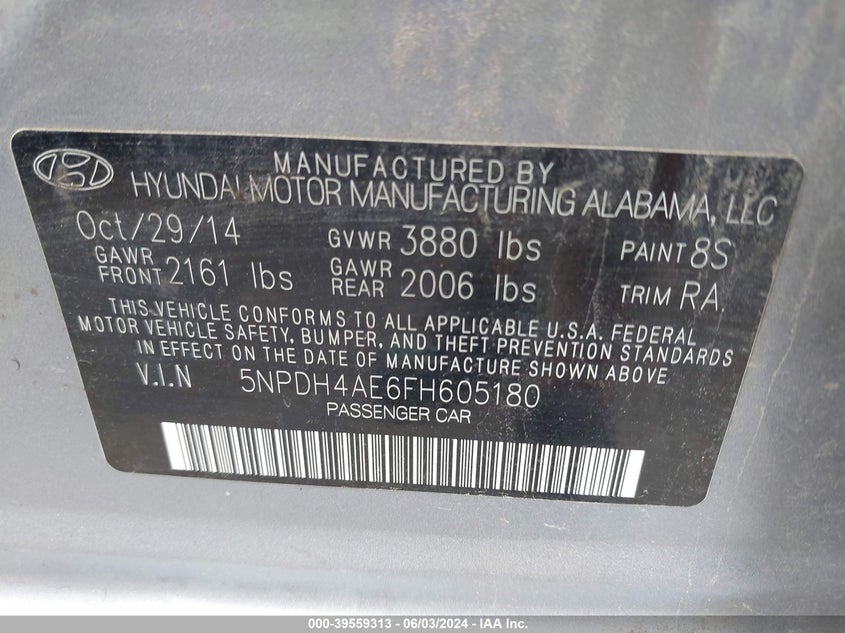 MANUFACTURED BY
HYUNDAI MOTOR MANUFACTURING ALABAMA, LLC
Oct/29/14 GVWR 3880 lbs PAINT 8S
GAWR FRONT 2161 lbs GAWR REAR 2006 lbs TRIM RA
THIS VEHICLE CONFORMS TO ALL APPLICABLE U.S.A. FEDERAL
MOTOR VEHICLE SAFETY, BUMPER, AND THEFT PREVENTION STANDARDS
IN EFFECT ON THE DATE OF MANUFACTURE SHOWN ABOVE
V.I.N 5NPDH4AE6FH605180
PASSENGER CAR
000-39559313 - 06/03/2024 - IAA Inc.